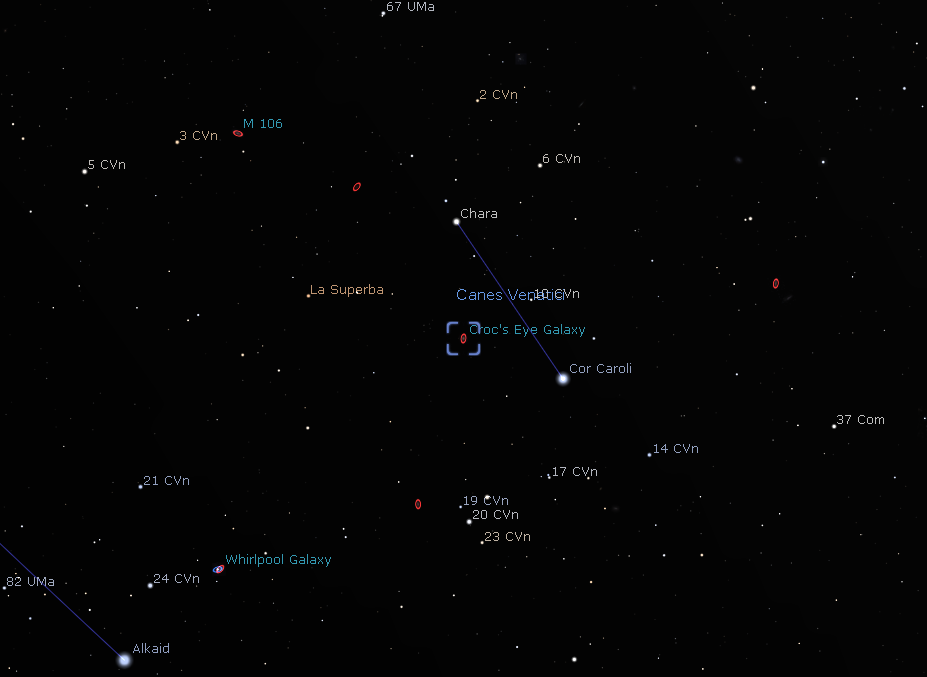 67 UMa
2 CVn
M 106
3 CVn
6 CVn
5 CVn
Chara
La Superba
Canes Venatici
10 CVn
Croc's Eye Galaxy
Cor Caroli
37 Com
14 CVn
17 CVn
21 CVn
19 CVn
20 CVn
23 CVn
Whirlpool Galaxy
24 CVn
82 UMa
Alkaid